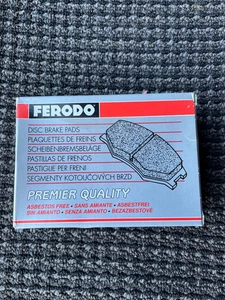 FERODO
DISC BRAKE PADS
PLAQUETTES DE FREINS
SCHEIBENBREMSBELÄGE
PASTILLAS DE FRENOS
PASTIGLIE PER FRENI
SEGMENTY KOTOUČOVÝCH BRZD
PREMIER QUALITY
ASBESTOS FREE • SANS AMIANTE • ASBESTFREI
SIN AMIANTO • SENZA AMIANTO • BEZAZBESTOVÉ